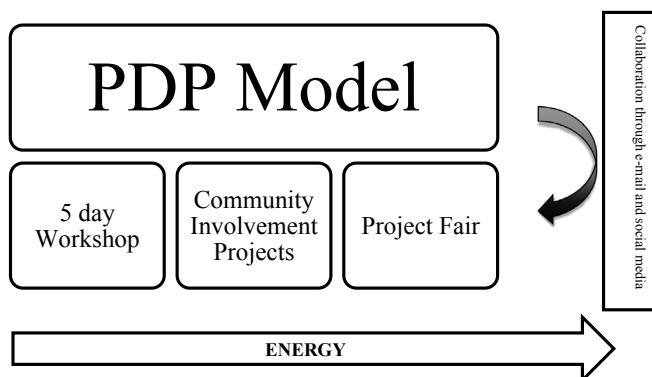 PDP Model
5 day
Workshop
Community
Involvement
Projects
Project Fair
Collaboration through e-mail and social media
ENERGY